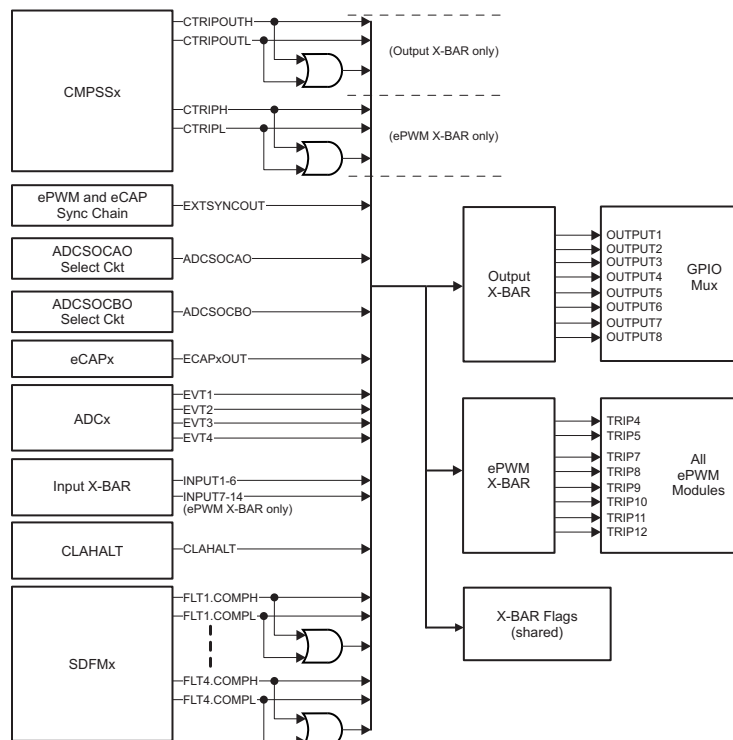 CMPSSx
CTRIPOUTH
CTRIPOUTL
(Output X-BAR only)
CTRIPH
CTRIPL
(ePWM X-BAR only)
ePWM and eCAP
Sync Chain
EXTSYNCOUT
ADCSOCAO
Select Ckt
ADCSOCAO
ADCSOCBO
Select Ckt
ADCSOCBO
eCAPx
ECAPxOUT
ADCx
EVT1
EVT2
EVT3
EVT4
Input X-BAR
INPUT1-6
INPUT7-14
(ePWM X-BAR only)
CLAHALT
CLAHALT
SDFMx
FLT1.COMPH
FLT1.COMPL
FLT4.COMPH
FLT4.COMPL
Output
X-BAR
OUTPUT1
OUTPUT2
OUTPUT3
OUTPUT4
OUTPUT5
OUTPUT6
OUTPUT7
OUTPUT8
GPIO
Mux
ePWM
X-BAR
TRIP4
TRIP5
TRIP7
TRIP8
TRIP9
TRIP10
TRIP11
TRIP12
All
ePWM
Modules
X-BAR Flags
(shared)